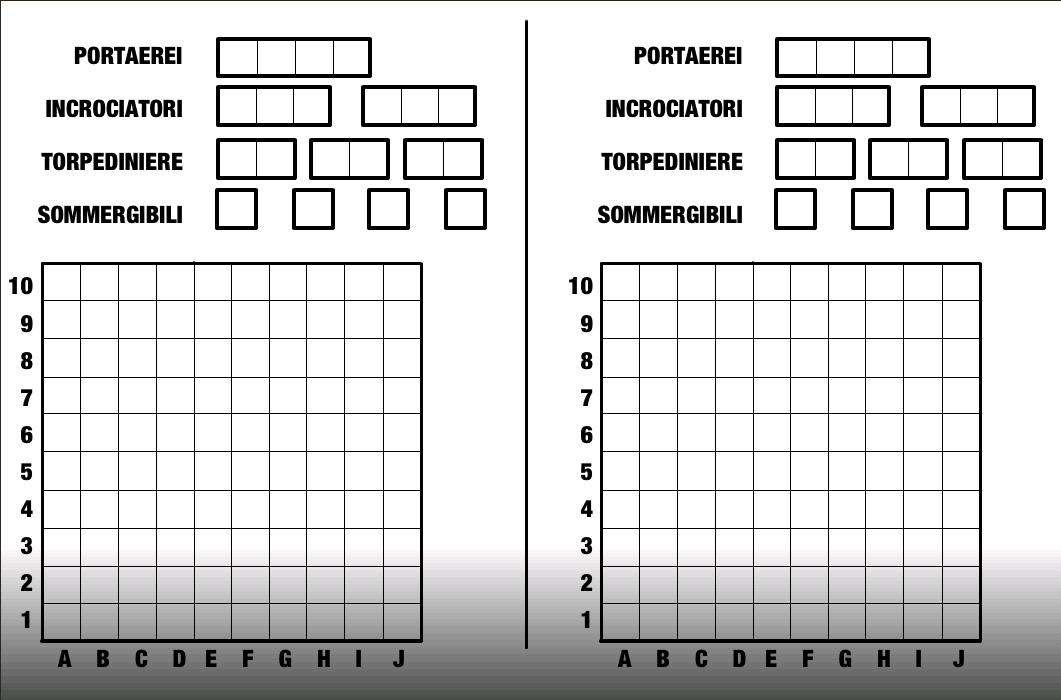 PORTAEREI
INCROCIATORI
TORPEDINIERE
SOMMERGIBILI
10
9
8
7
6
5
4
3
2
1
A B C D E F G H I J
PORTAEREI
INCROCIATORI
TORPEDINIERE
SOMMERGIBILI
10
9
8
7
6
5
4
3
2
1
A B C D E F G H I J